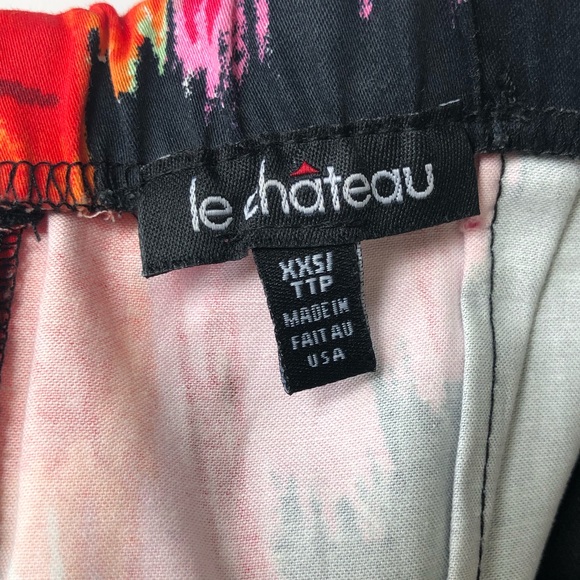 le château
XXS/
TTP
MADE IN
FAIT AU
USA